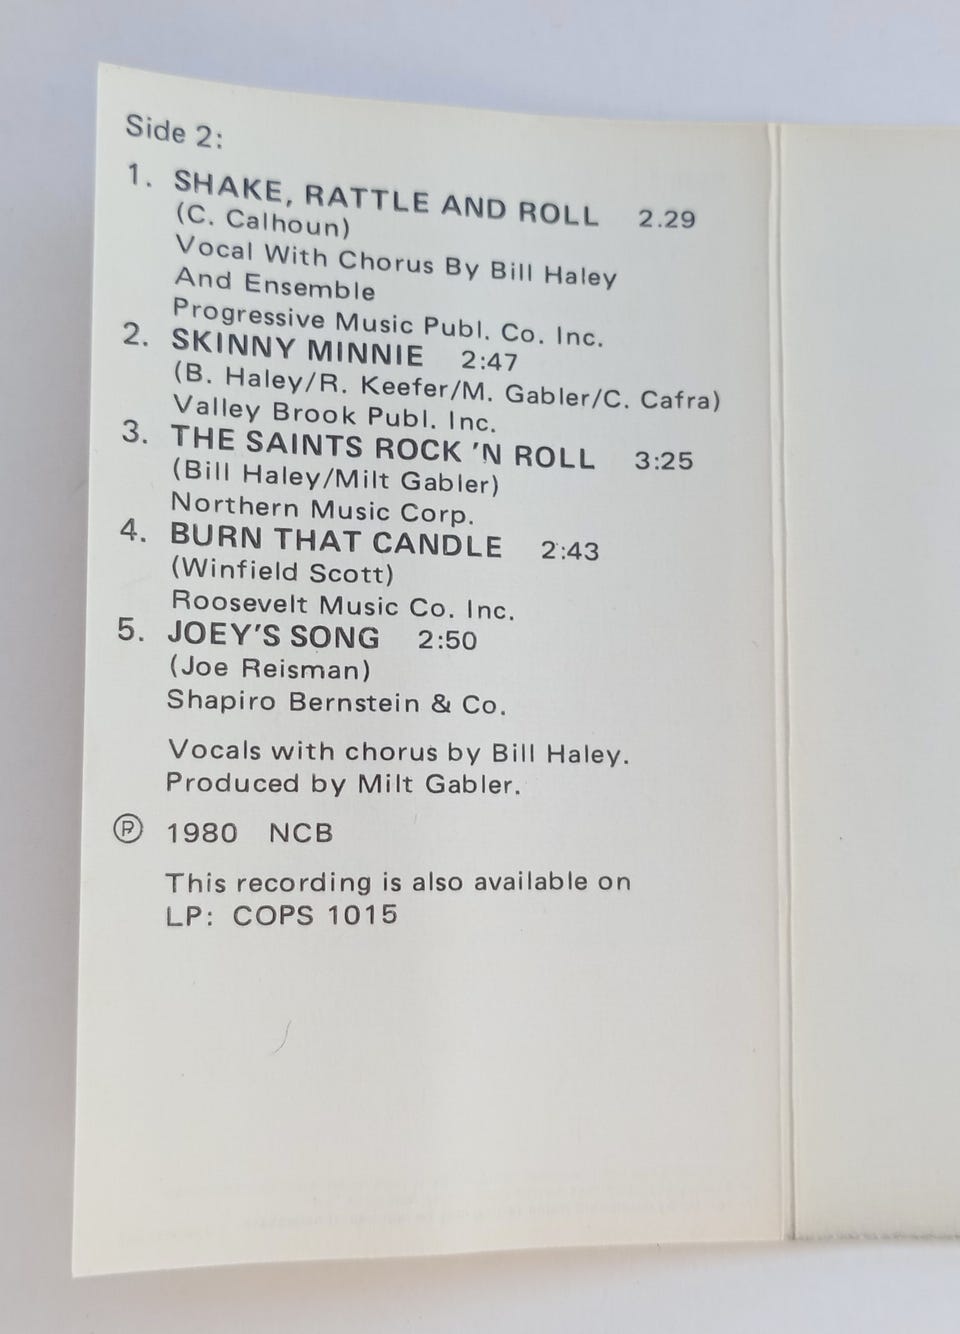 Side 2:
1. SHAKE, RATTLE AND ROLL 2.29
(C. Calhoun)
Vocal With Chorus By Bill Haley
And Ensemble
Progressive Music Publ. Co. Inc.
2. SKINNY MINNIE 2:47
(B. Haley/R. Keefer/M. Gabler/C. Cafra)
Valley Brook Publ. Inc.
3. THE SAINTS ROCK 'N ROLL 3:25
(Bill Haley/Milt Gabler)
Northern Music Corp.
4. BURN THAT CANDLE 2:43
(Winfield Scott)
Roosevelt Music Co. Inc.
5. JOEY'S SONG 2:50
(Joe Reisman)
Shapiro Bernstein & Co.
Vocals with chorus by Bill Haley.
Produced by Milt Gabler.
℗ 1980 NCB
This recording is also available on
LP: COPS 1015